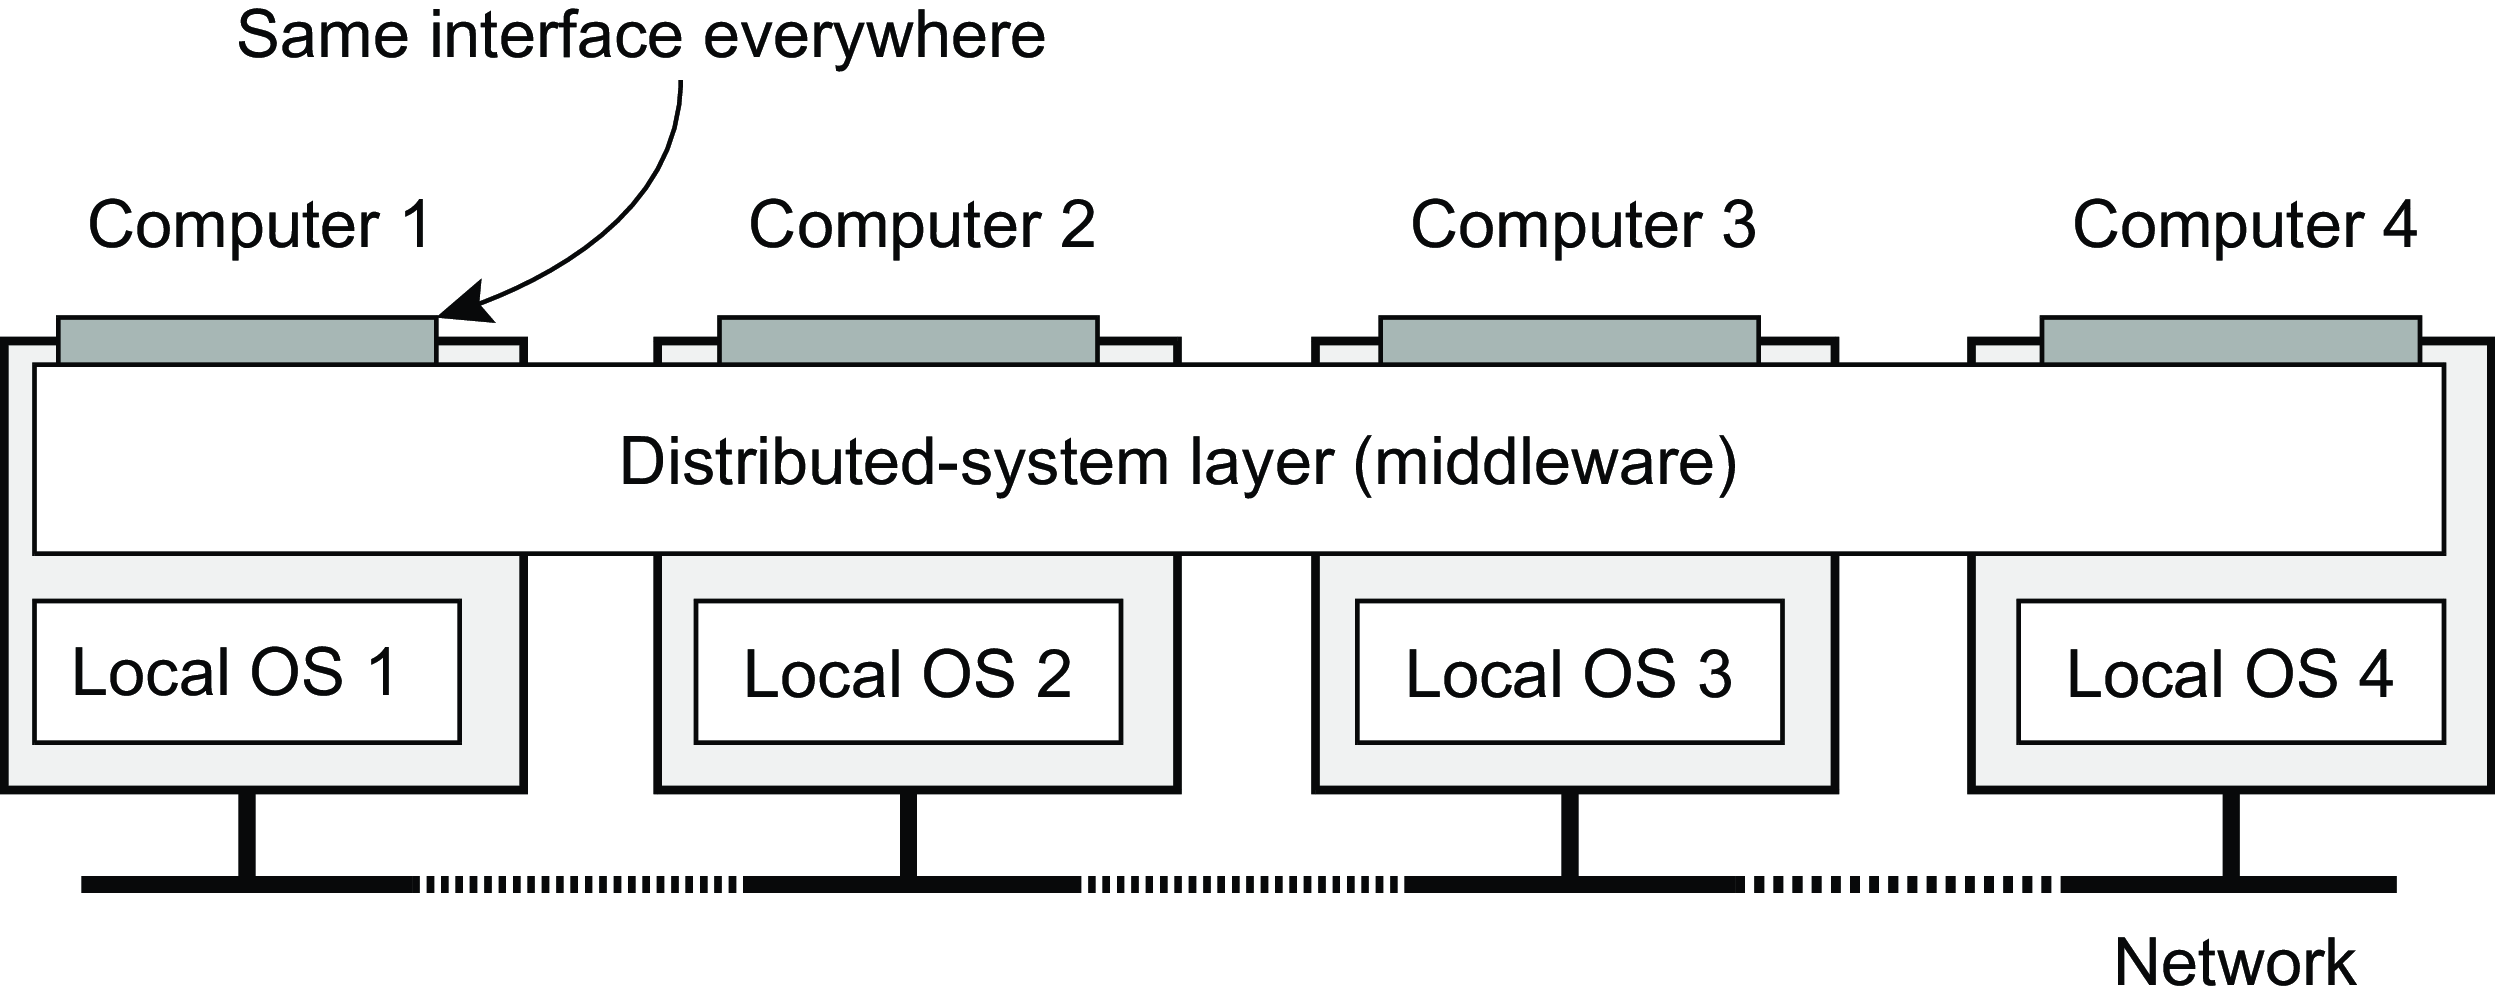 Same interface everywhere
Computer 1
Computer 2
Computer 3
Computer 4
Distributed-system layer (middleware)
Local OS 1
Local OS 2
Local OS 3
Local OS 4
Network